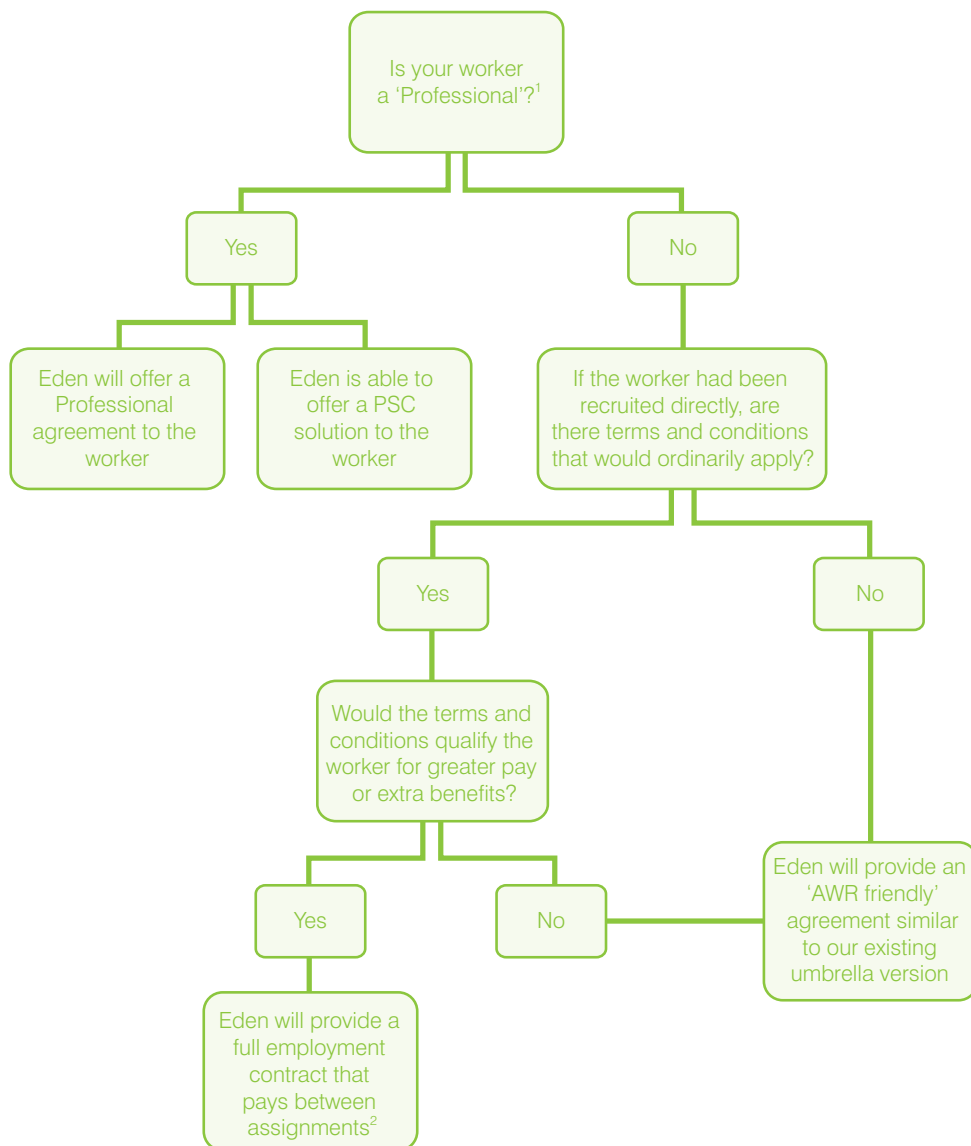 Is your worker
a ‘Professional’?¹
Yes
No
Eden will offer a
Professional
agreement to the
worker
Eden is able to
offer a PSC
solution to the
worker
If the worker had been
recruited directly, are
there terms and conditions
that would ordinarily apply?
Yes
No
Would the terms and
conditions qualify the
worker for greater pay
or extra benefits?
Yes
No
Eden will provide an
‘AWR friendly’
agreement similar
to our existing
umbrella version
Eden will provide a
full employment
contract that
pays between
assignments²